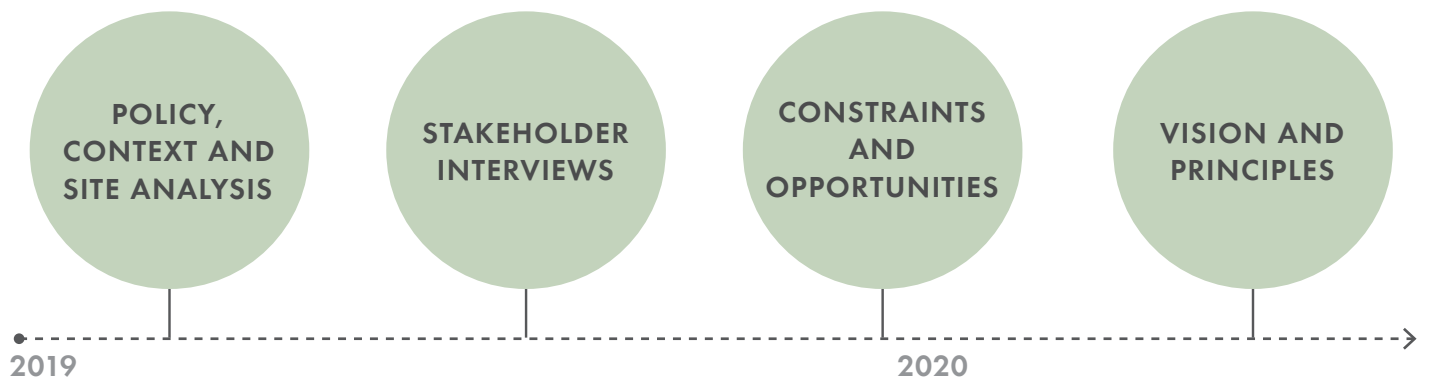 POLICY,
CONTEXT AND
SITE ANALYSIS
STAKEHOLDER
INTERVIEWS
CONSTRAINTS
AND
OPPORTUNITIES
VISION AND
PRINCIPLES
2019
2020